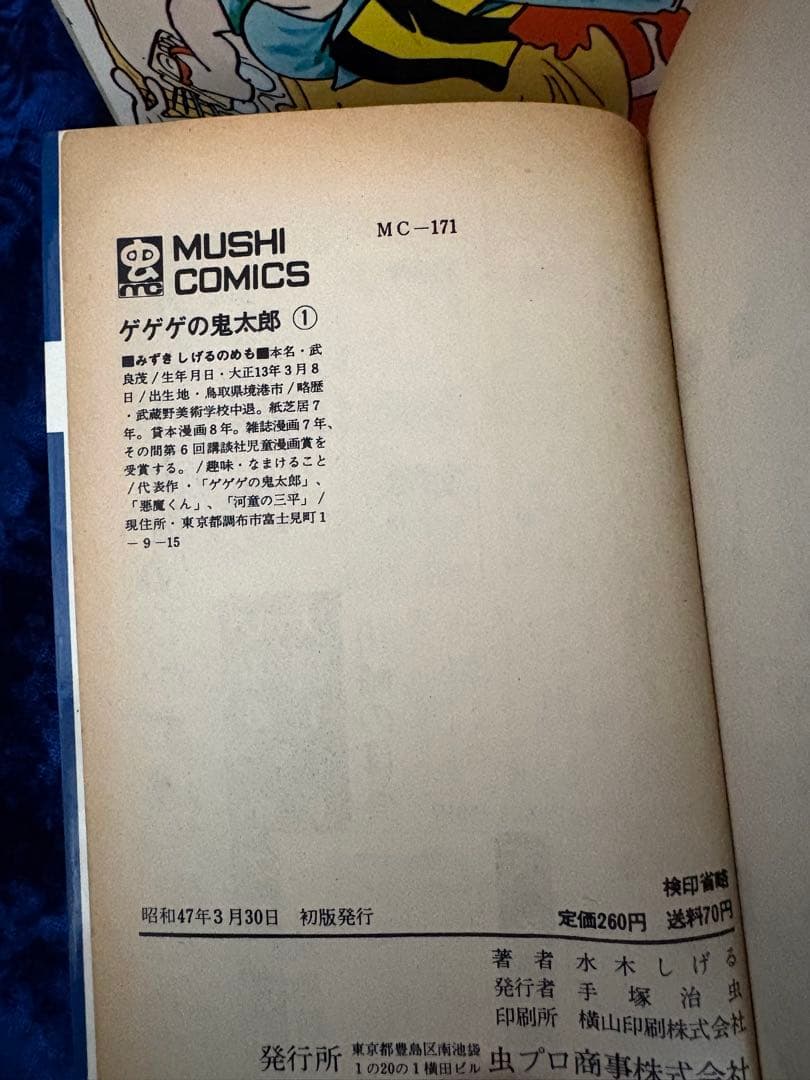 MC−171
虫
mc
MUSHI
COMICS
ゲゲゲの鬼太郎 ①
■みずきしげるのめも■本名・武
良茂/生年月日・大正13年3月8
日/出生地・鳥取県境港市/略歴
・武蔵野美術学校中退。紙芝居7
年。貸本漫画8年。雑誌漫画7年、
その間第6回講談社児童漫画賞を
受賞する。/趣味・なまけること
/代表作・「ゲゲゲの鬼太郎」、
「悪魔くん」、「河童の三平」/
現住所・東京都調布市富士見町1
−9−15
検印省略
昭和47年3月30日 初版発行 定価260円 送料70円
著者 水木しげる
発行者 手塚治虫
印刷所 横山印刷株式会社
発行所 東京都豊島区南池袋
1の20の1横田ビル 虫プロ商事株式会社